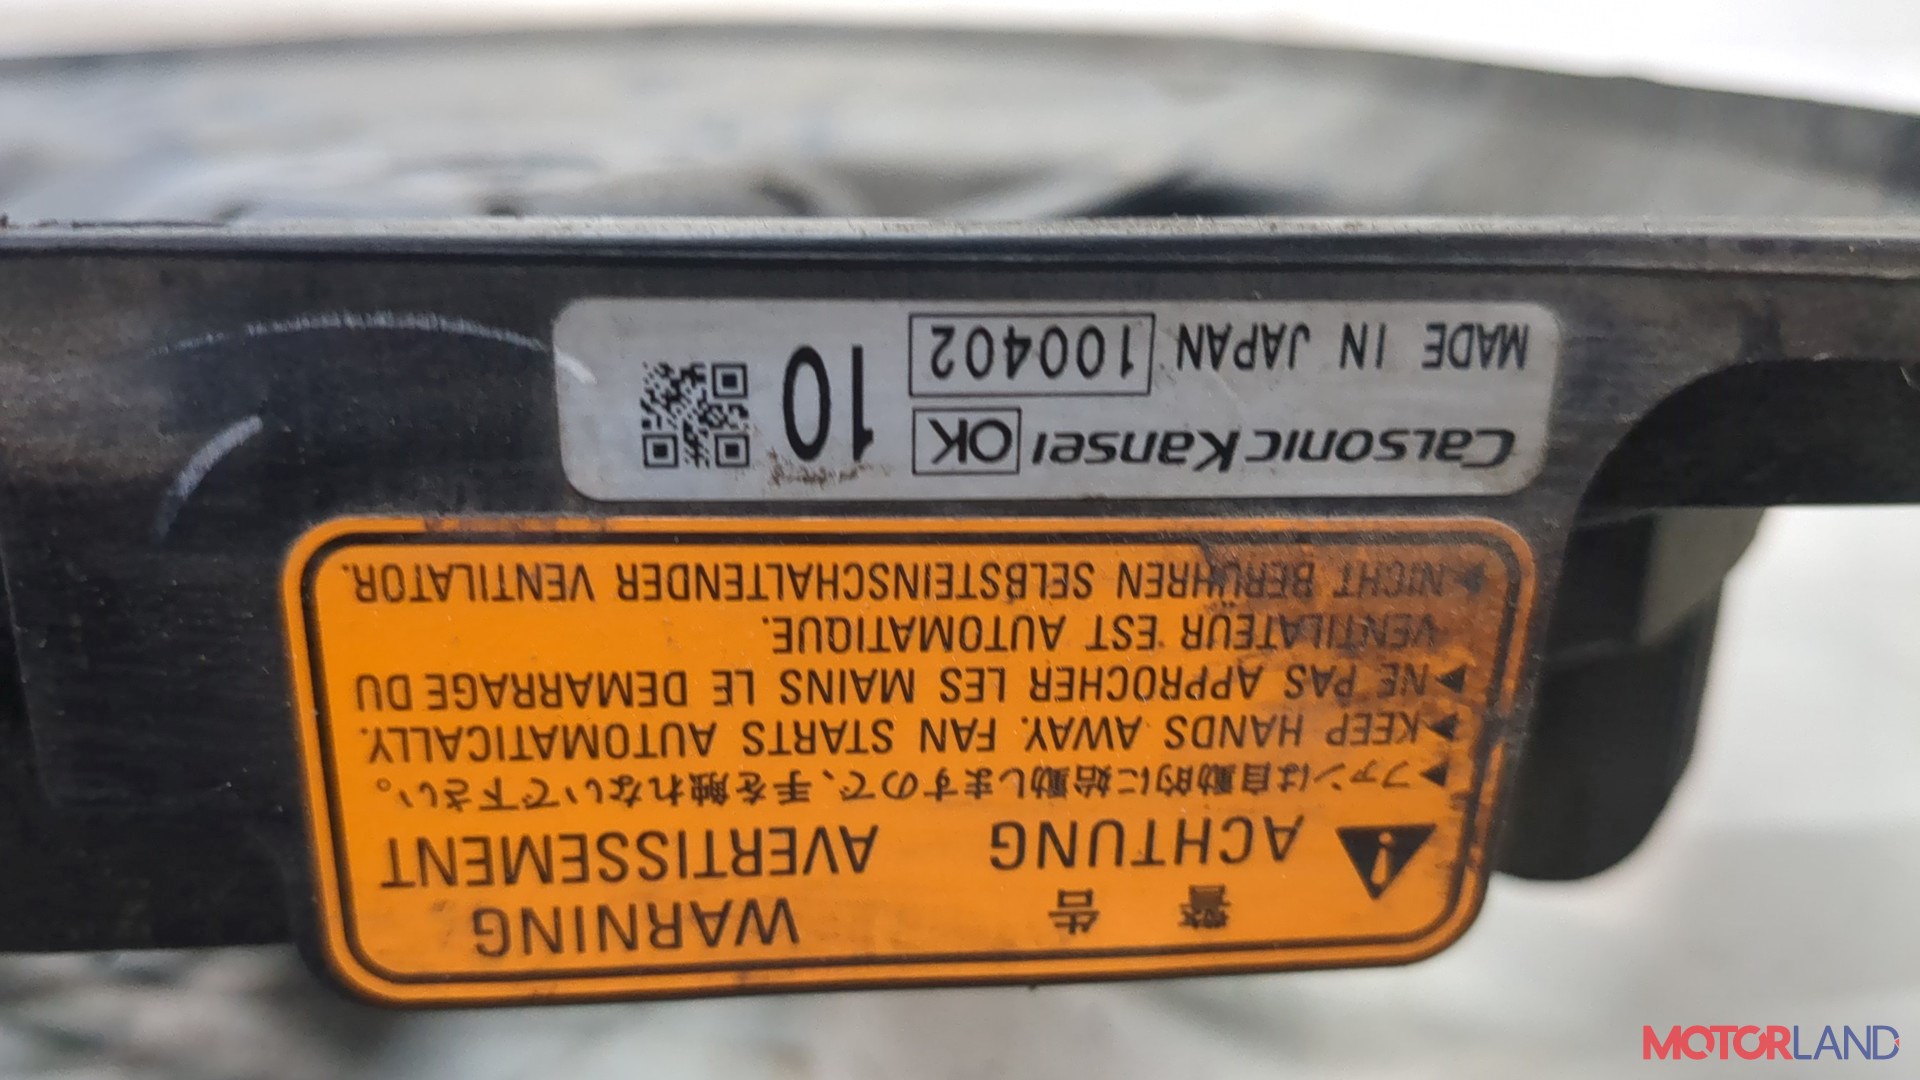 警告 WARNING
ACHTUNG AVERTISSEMENT
▶ファンは自動的に始動しますので、手を触れないで下さい。
▶KEEP HANDS AWAY. FAN STARTS AUTOMATICALLY.
▶NE PAS APPROCHER LES MAINS LE DEMARRAGE DU
VENTILATEUR EST AUTOMATIQUE.
▶NICHT BERUHREN SELBSTEINSCHALTENDER VENTILATOR.
CalsonicKansei OK 10
MADE IN JAPAN 100402
MOTORLAND